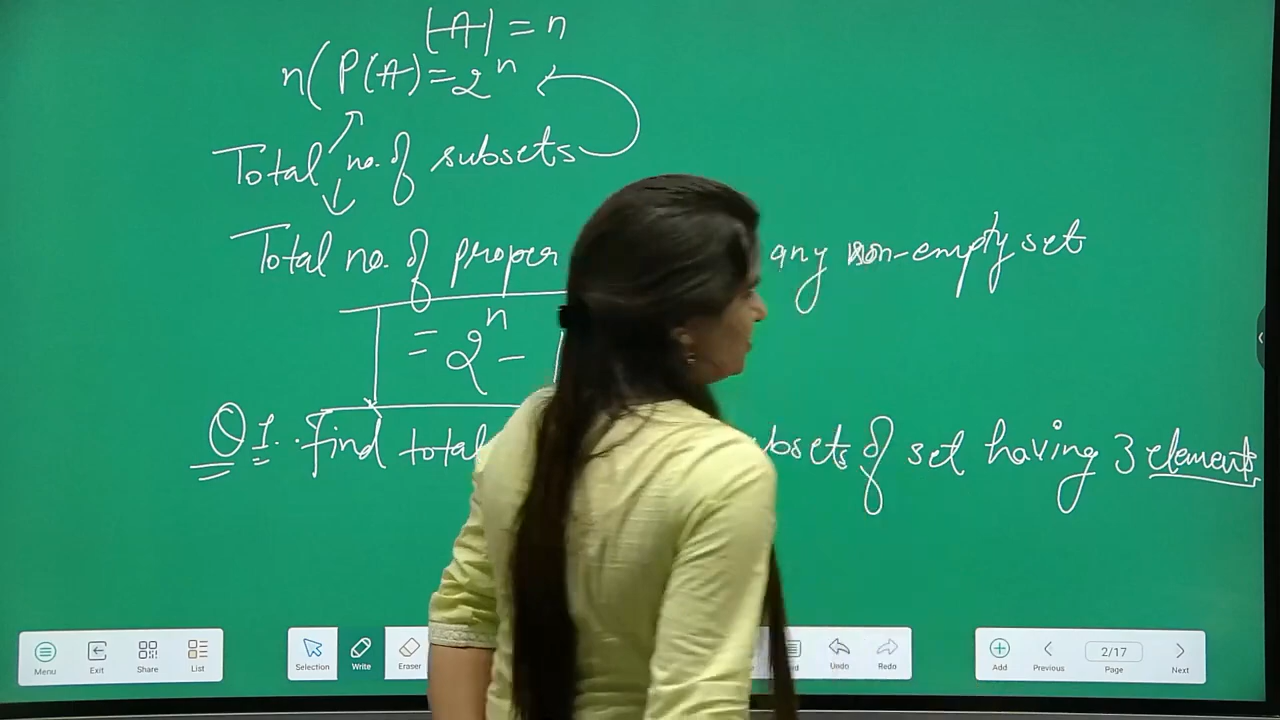 |A| = n
n(P(A) = 2^n
Total no. of subsets
Total no. of proper any non-empty set
= 2^n -
Q1. Find total bsets of set having 3 elements
Menu Exit Share List Selection Write Eraser Undo Redo Add Previous 2/17 Page Next